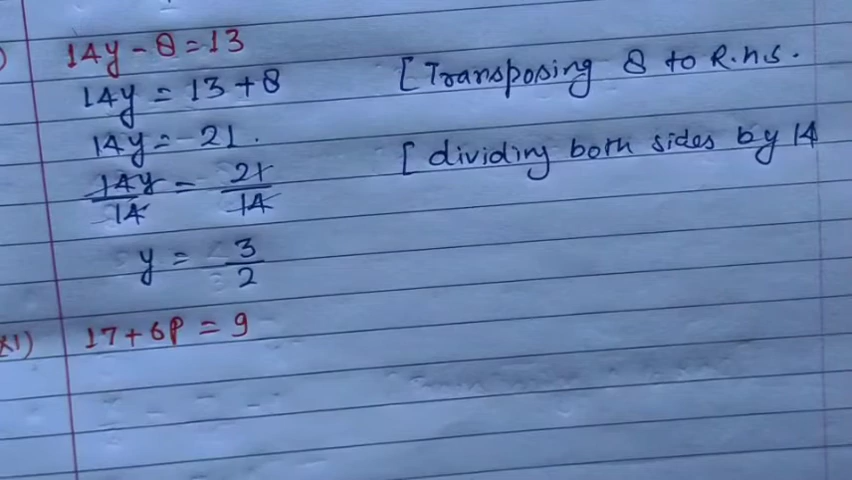 ) 14y - 8 = 13
14y = 13 + 8 [Transposing 8 to R.h.s.
14y = 21.
14y/14 = 21/14 [dividing both sides by 14
y = 3/2
x1) 17 + 6p = 9